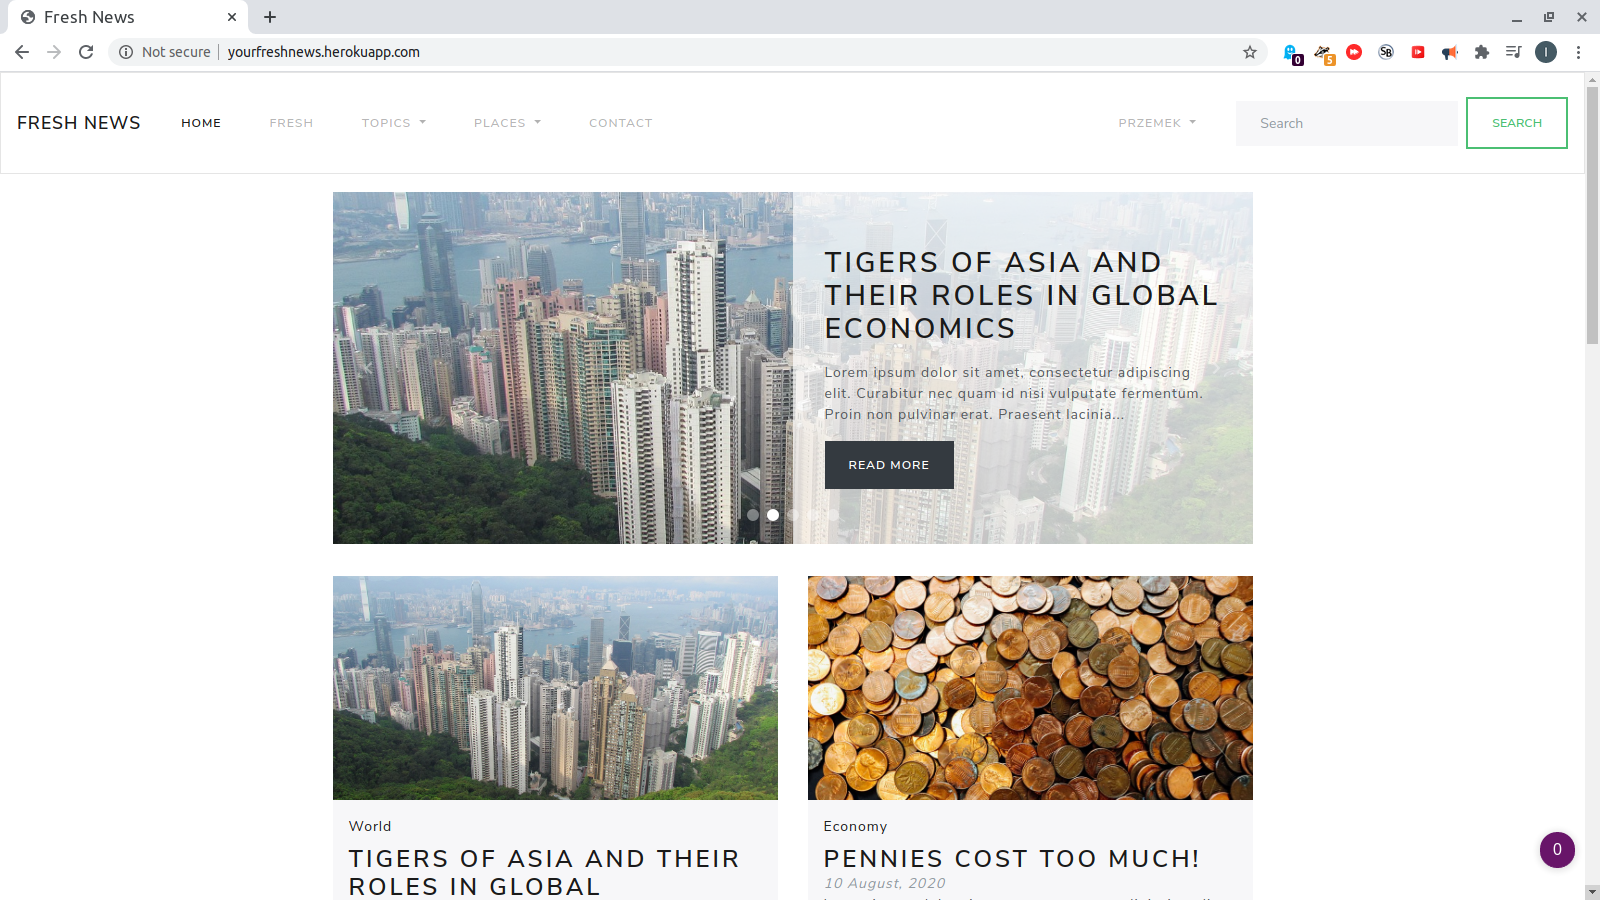 Fresh News
Not secure
yourfreshnews.herokuapp.com
0
5
SB
I
FRESH NEWS
HOME
FRESH
TOPICS
PLACES
CONTACT
PRZEMEK
Search
SEARCH
TIGERS OF ASIA AND
THEIR ROLES IN GLOBAL
ECONOMICS
Lorem ipsum dolor sit amet, consectetur adipiscing
elit. Curabitur nec quam id nisi vulputate fermentum.
Proin non pulvinar erat. Praesent lacinia...
READ MORE
World
TIGERS OF ASIA AND THEIR
ROLES IN GLOBAL
Economy
PENNIES COST TOO MUCH!
10 August, 2020
0